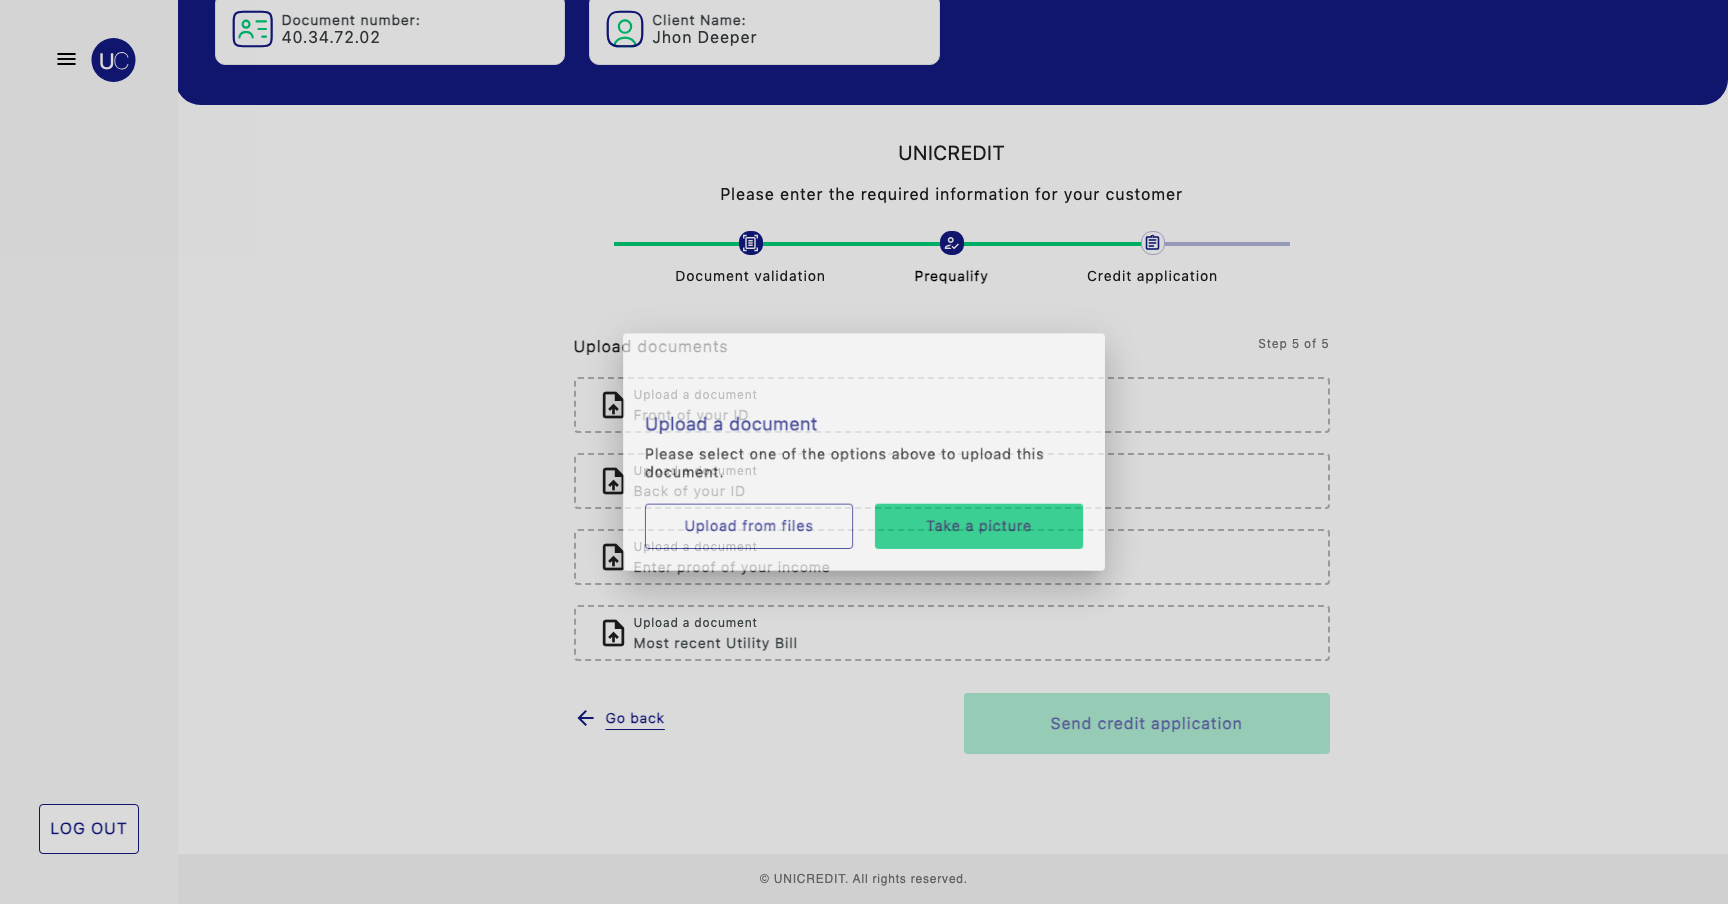 Document number:
40.34.72.02
Client Name:
Jhon Deeper
UC
UNICREDIT
Please enter the required information for your customer
Document validation
Prequalify
Credit application
Upload documents
Step 5 of 5
Upload a document
Front of your ID
Upload a document
Please select one of the options above to upload this
document.
Upload a document
Back of your ID
Upload from files
Take a picture
Upload a document
Enter proof of your income
Upload a document
Most recent Utility Bill
Go back
Send credit application
LOG OUT
© UNICREDIT. All rights reserved.